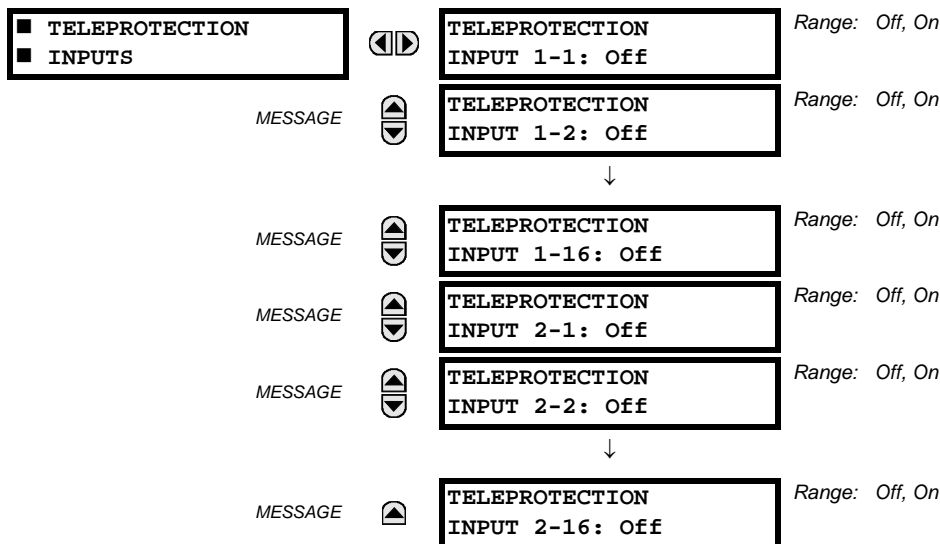 ■ TELEPROTECTION
■ INPUTS
TELEPROTECTION
INPUT 1-1: Off
Range: Off, On
MESSAGE
TELEPROTECTION
INPUT 1-2: Off
Range: Off, On
↓
MESSAGE
TELEPROTECTION
INPUT 1-16: Off
Range: Off, On
MESSAGE
TELEPROTECTION
INPUT 2-1: Off
Range: Off, On
MESSAGE
TELEPROTECTION
INPUT 2-2: Off
Range: Off, On
↓
MESSAGE
TELEPROTECTION
INPUT 2-16: Off
Range: Off, On